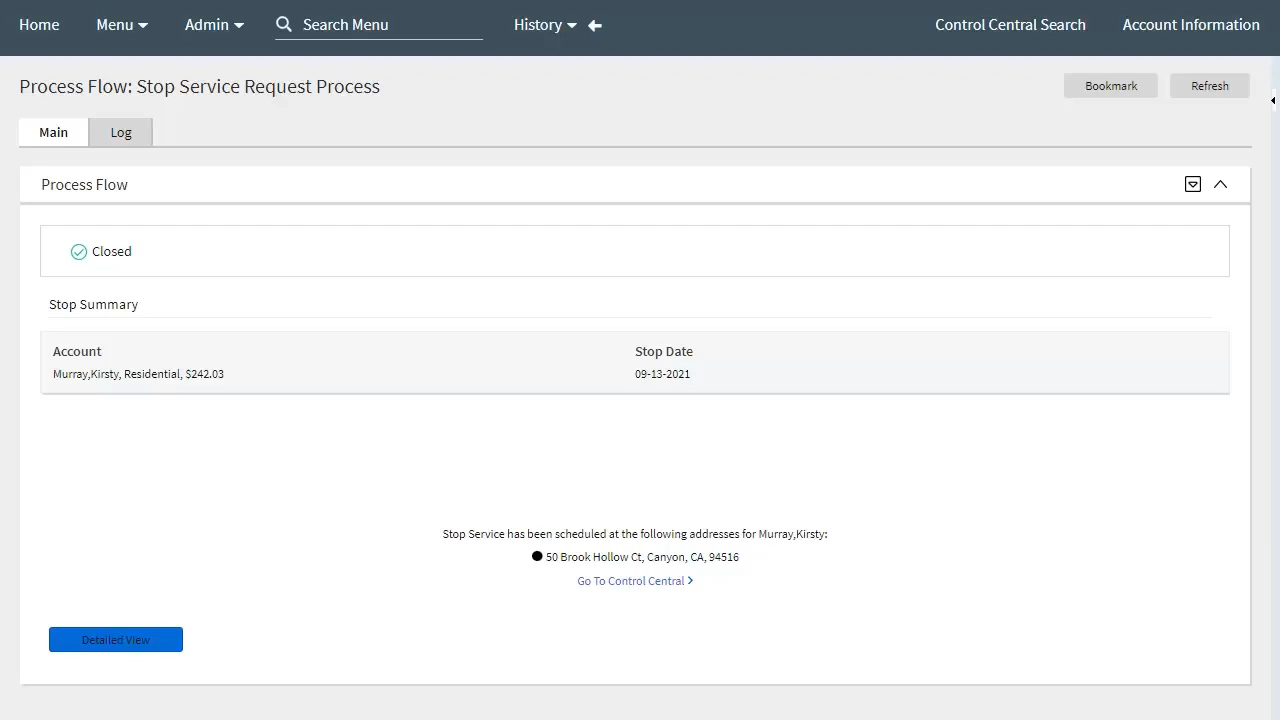 Home Menu Admin Search Menu History Control Central Search Account Information
Process Flow: Stop Service Request Process
Bookmark Refresh
Main Log
Process Flow
Closed
Stop Summary
Account Stop Date
Murray,Kirsty, Residential, $242.03 09-13-2021
Stop Service has been scheduled at the following addresses for Murray,Kirsty:
50 Brook Hollow Ct, Canyon, CA, 94516
Go To Control Central
Detailed View